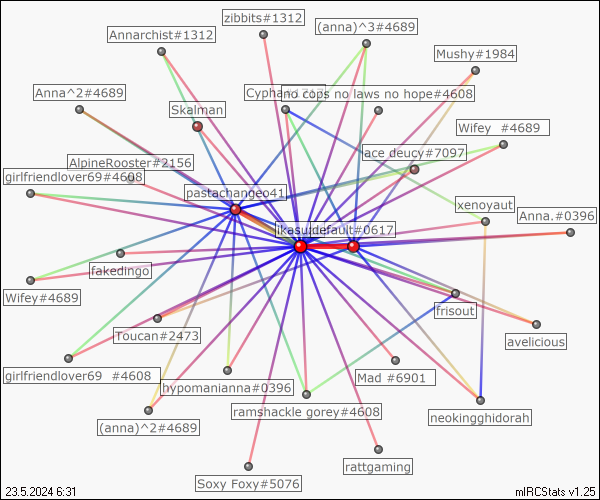 zibbits#1312
(anna)^3#4689
Annarchist#1312
Mushy#1984
Anna^2#4689
no cops no laws no hope#4608
Skalman
Wifey #4689
ace deucy#7097
AlpineRooster#2156
girlfriendlover69#4608
pastachangeo41
xenoyaut
Anna.#0396
fakedingo
Wifey#4689
frisout
Toucan#2473
avelicious
girlfriendlover69 #4608
hypomanianna#0396
Mad #6901
ramshackle gorey#4608
neokingghidorah
(anna)^2#4689
rattgaming
Soxy Foxy#5076
23.5.2024 6:31
mIRCStats v1.25